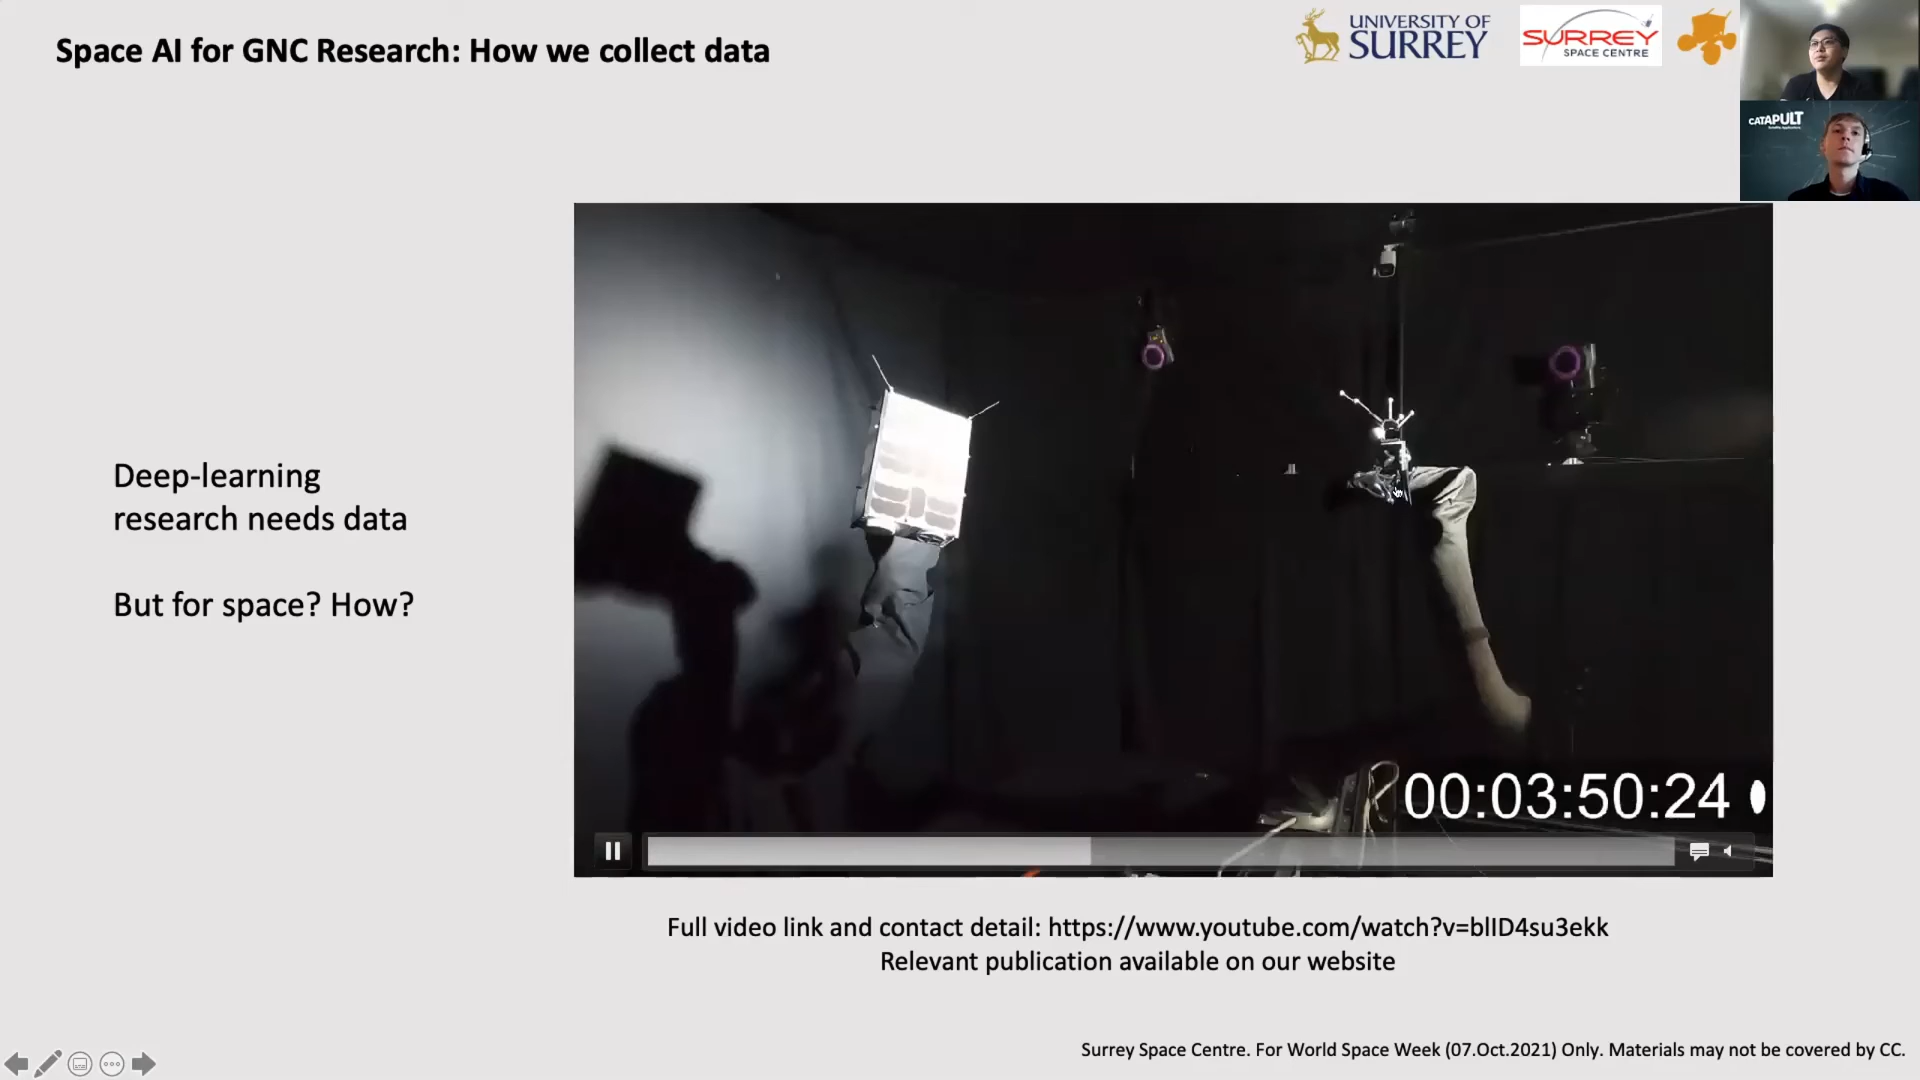 Space AI for GNC Research: How we collect data
UNIVERSITY OF
SURREY
SURREY
SPACE CENTRE
CATAPULT
Deep-learning
research needs data
But for space? How?
00:03:50:24
Full video link and contact detail: https://www.youtube.com/watch?v=blID4su3ekk
Relevant publication available on our website
Surrey Space Centre. For World Space Week (07.Oct.2021) Only. Materials may not be covered by CC.